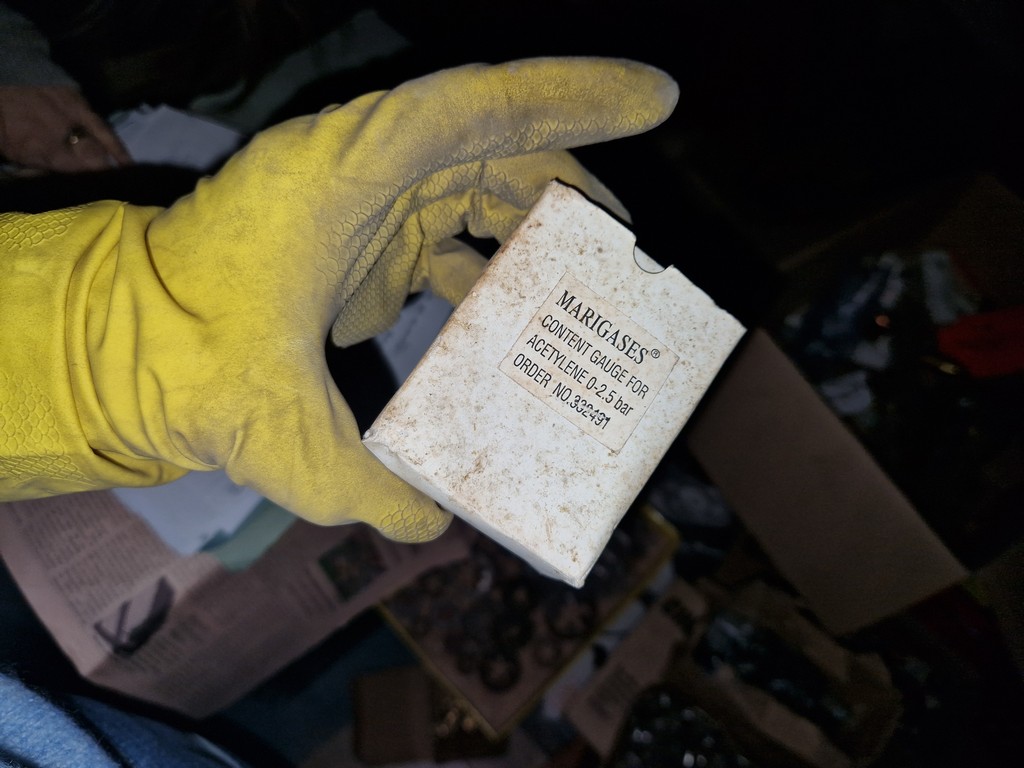 MARIGASES®
CONTENT GAUGE FOR
ACETYLENE 0-2.5 bar
ORDER NO.332491